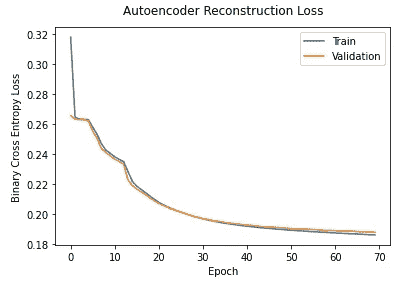 Autoencoder Reconstruction Loss
Train
Validation
Binary Cross Entropy Loss
0.32
0.30
0.28
0.26
0.24
0.22
0.20
0.18
0 10 20 30 40 50 60 70
Epoch